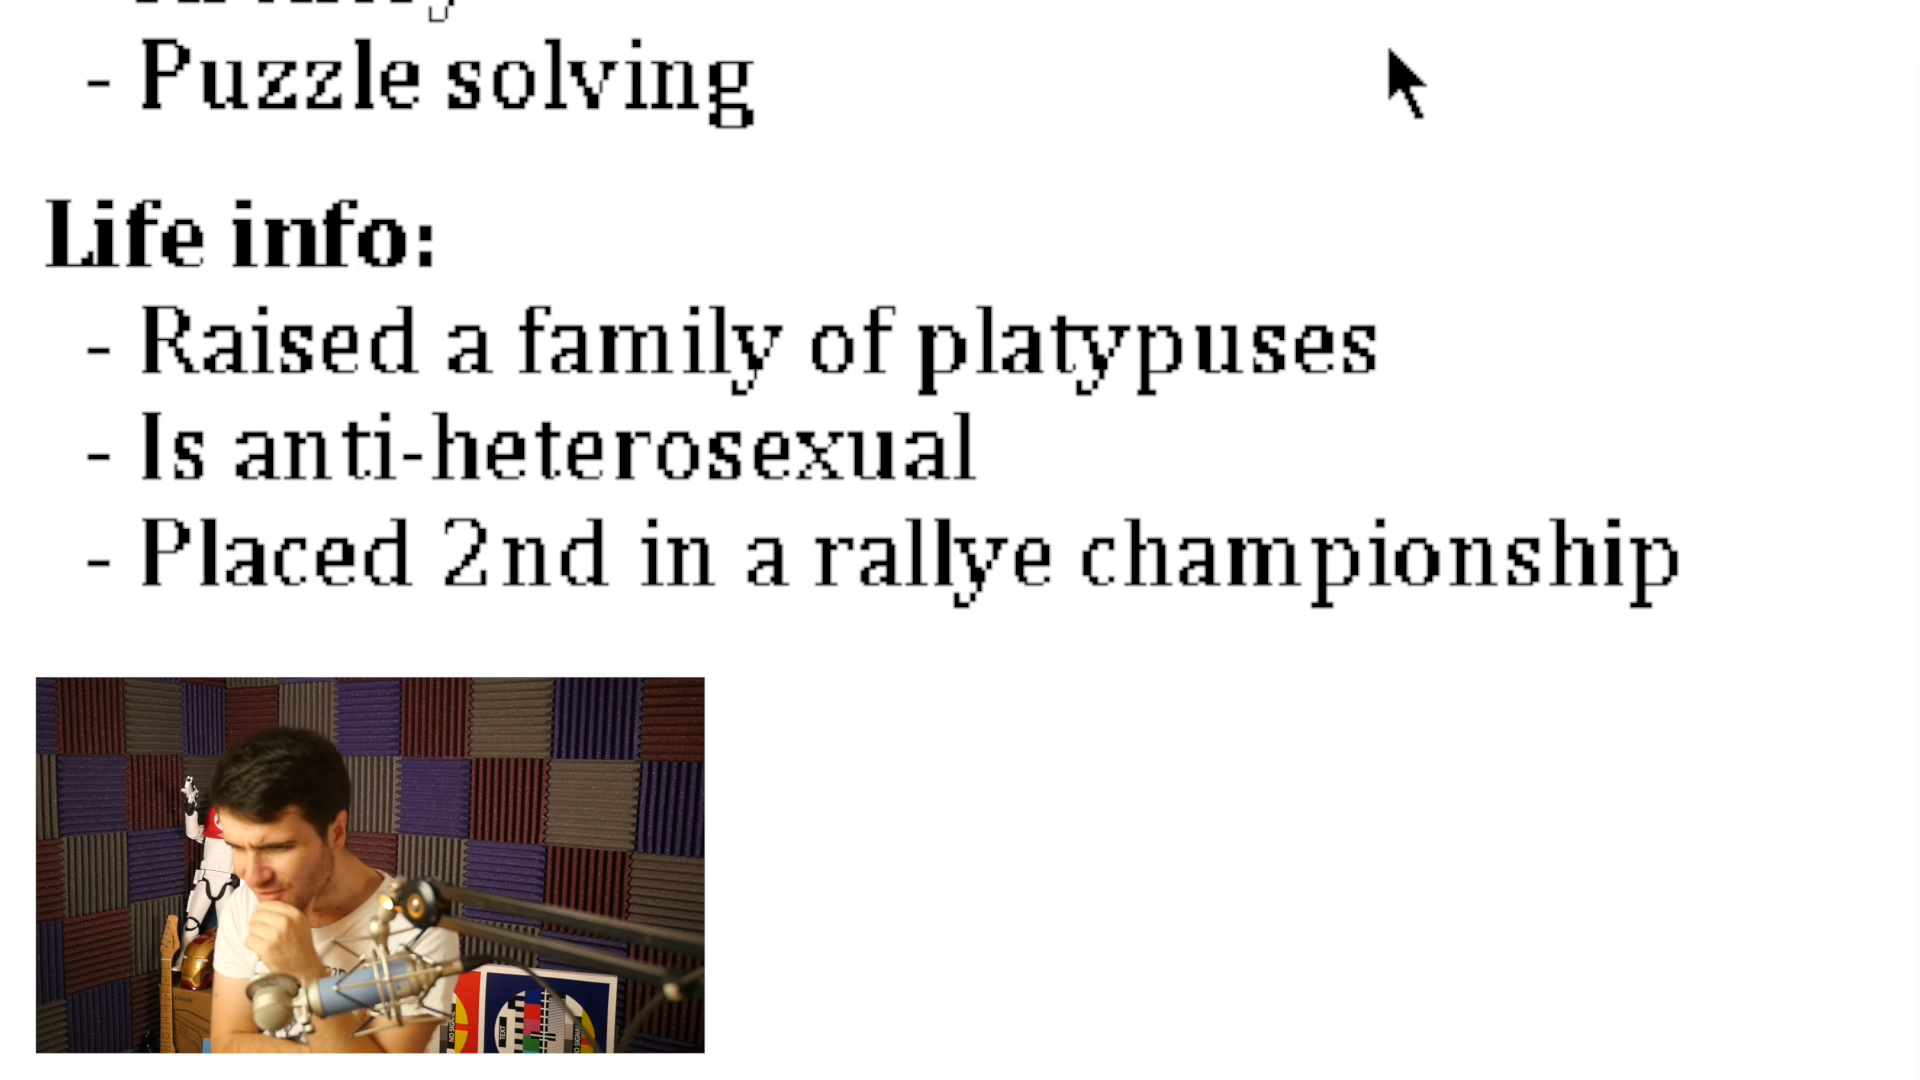 - Puzzle solving
Life info:
- Raised a family of platypuses
- Is anti-heterosexual
- Placed 2nd in a rallye championship